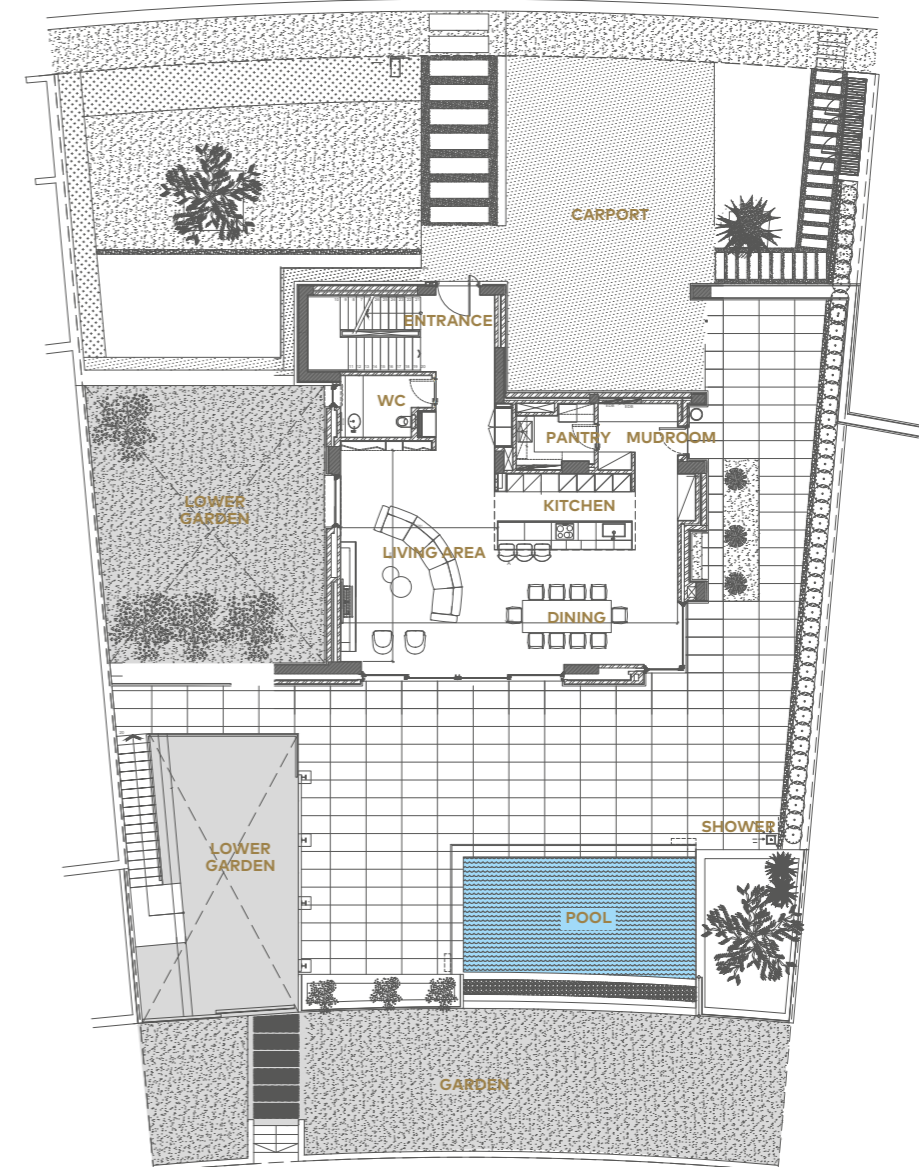 CARPORT
ENTRANCE
WC
PANTRY
MUDROOM
LOWER
GARDEN
KITCHEN
LIVING AREA
DINING
SHOWER
LOWER
GARDEN
POOL
GARDEN